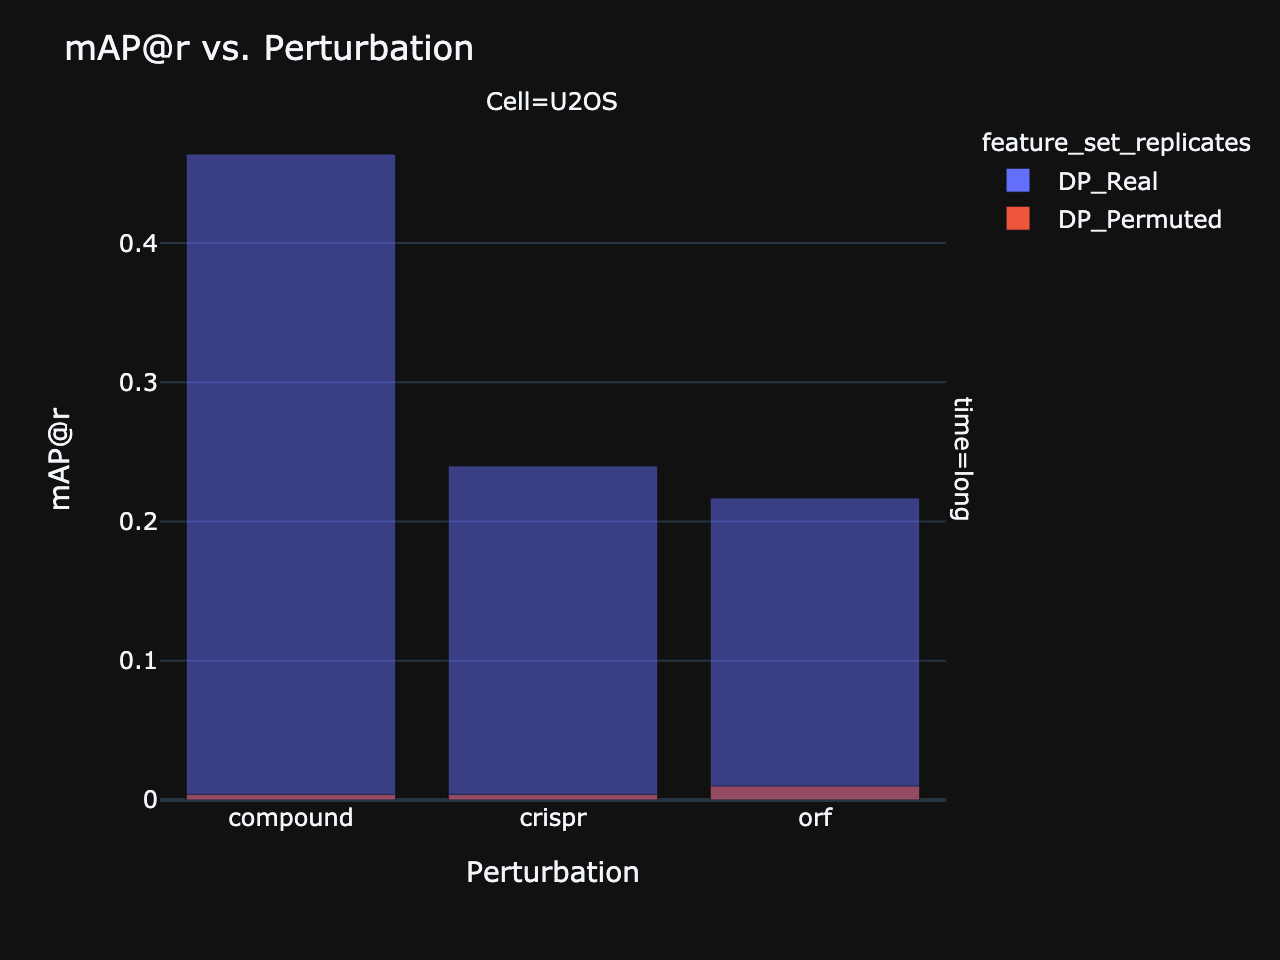 mAP@r vs. Perturbation
Cell=U2OS
feature_set_replicates
DP_Real
DP_Permuted
0.4
0.3
0.2
0.1
0
mAP@r
time=long
compound
crispr
orf
Perturbation